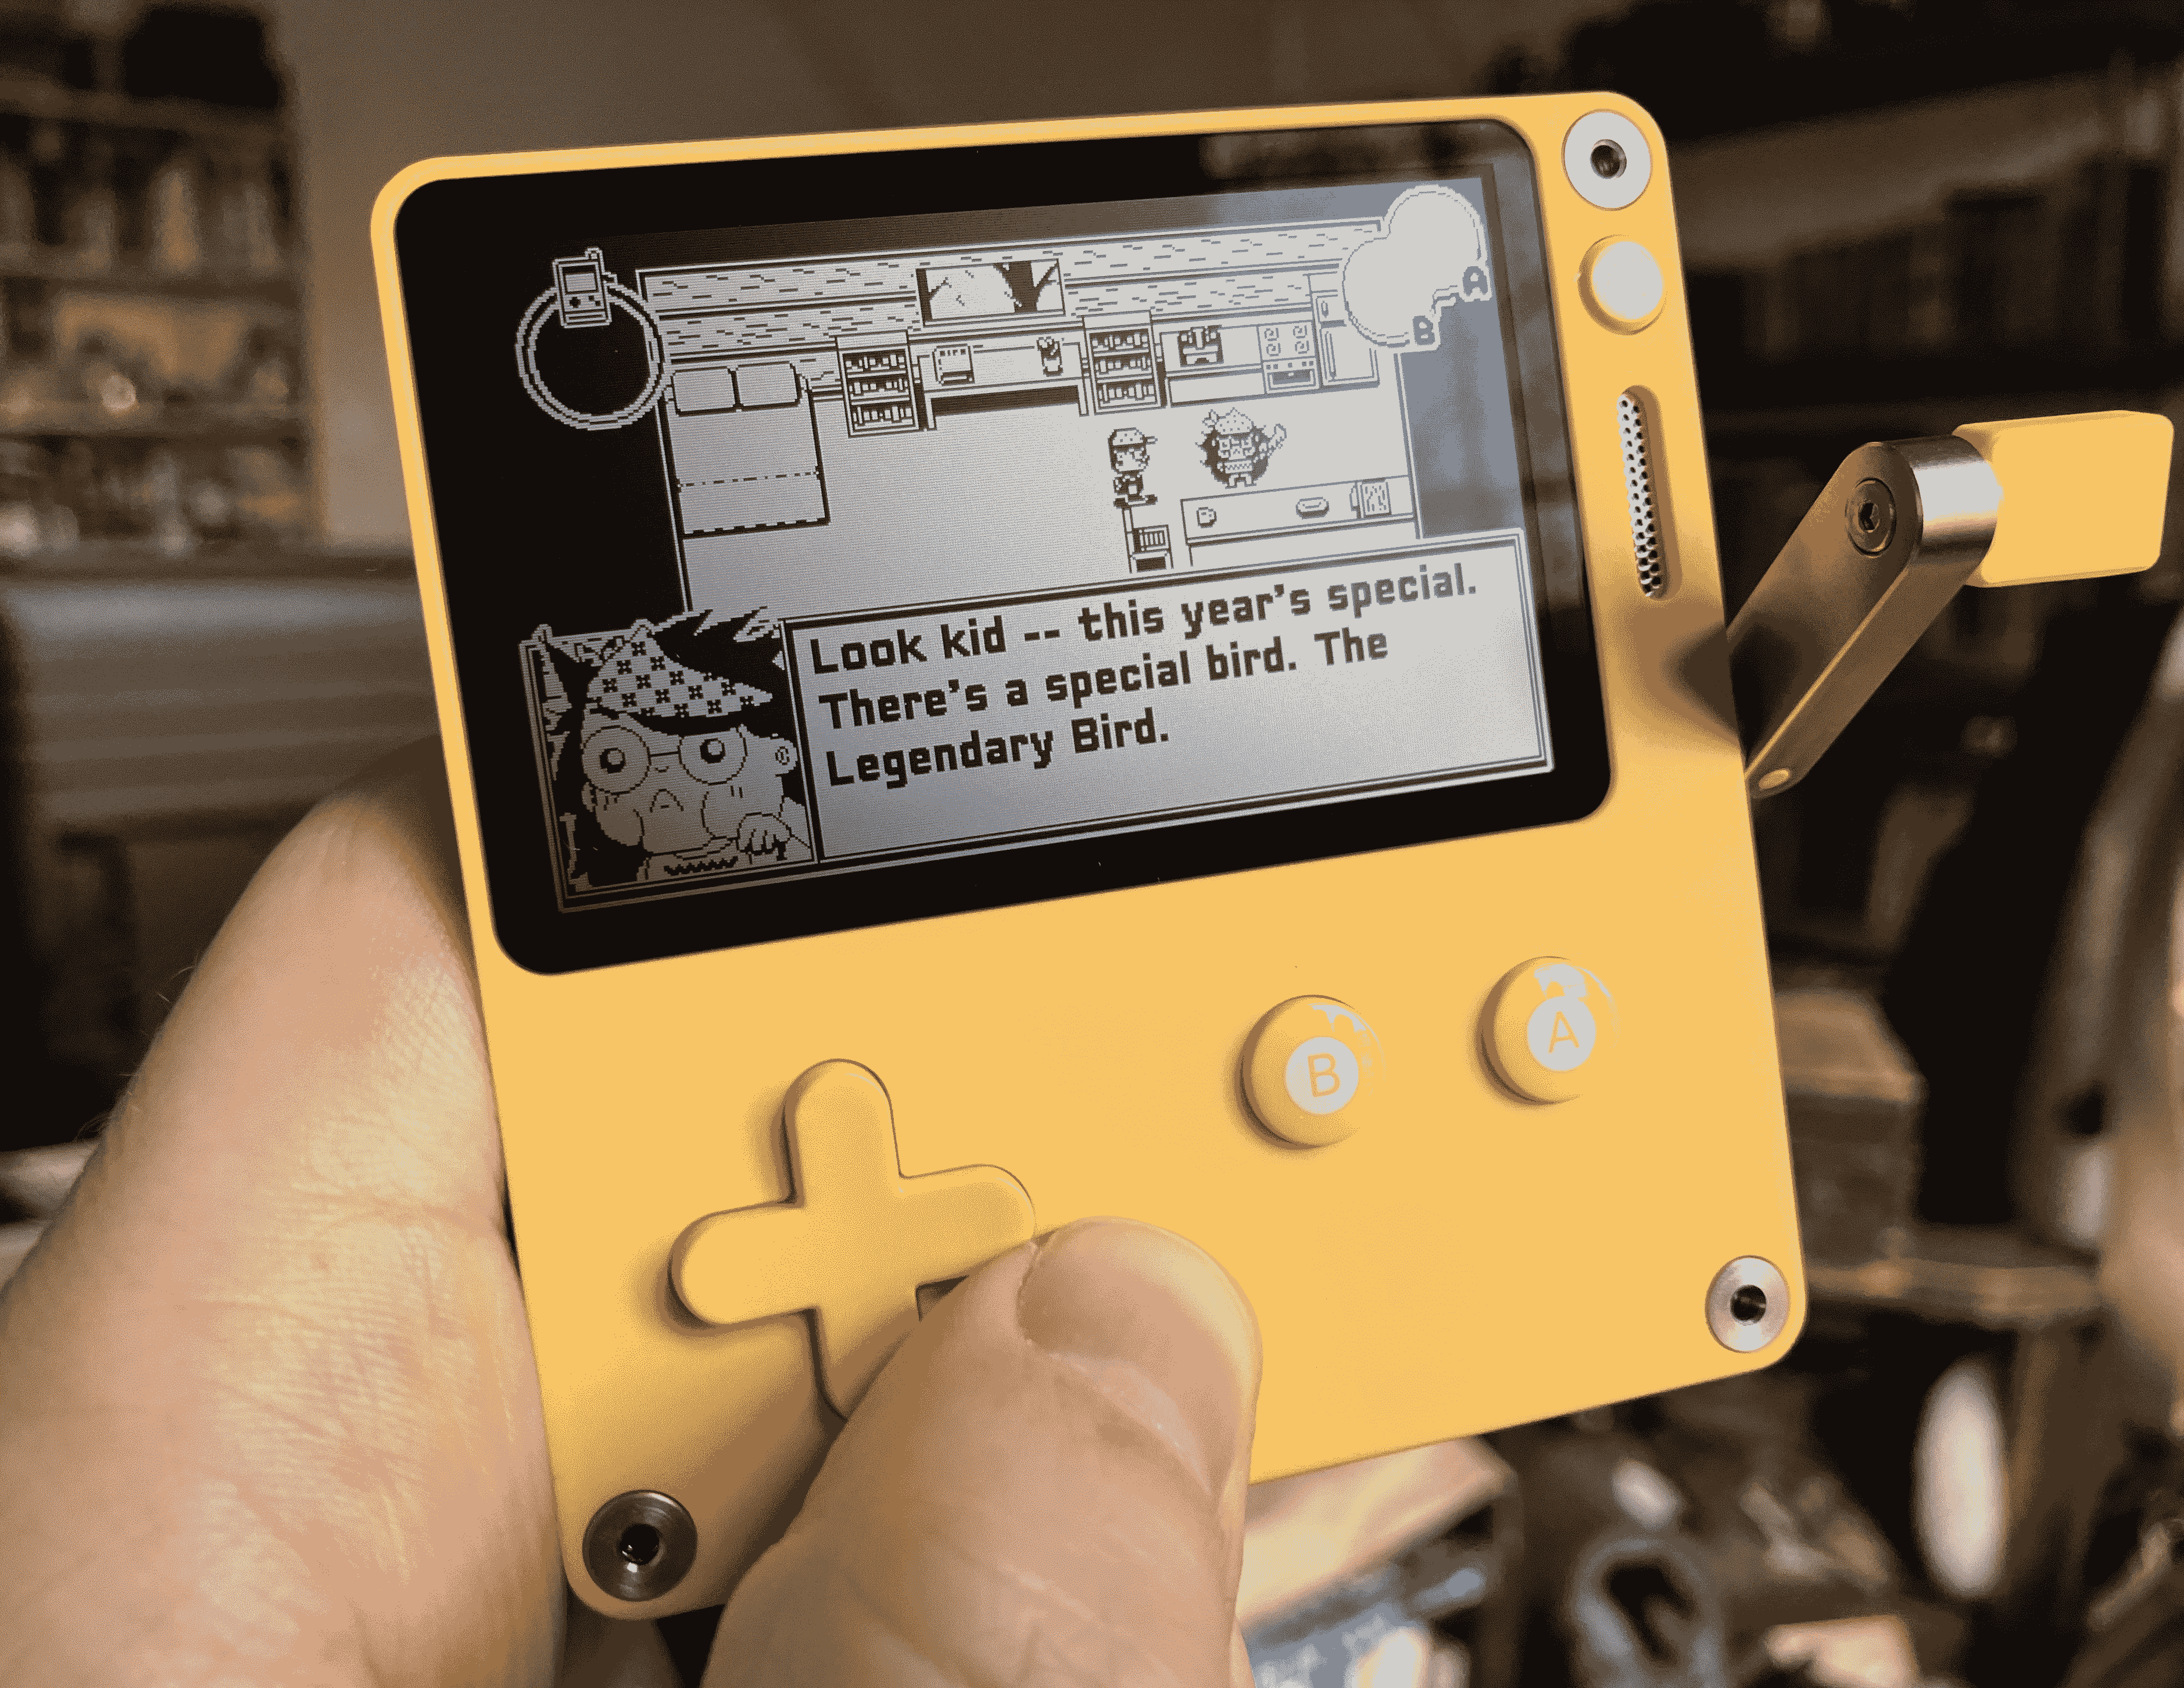 A
B
Look kid -- this year's special.
There's a special bird. The
Legendary Bird.
B
A